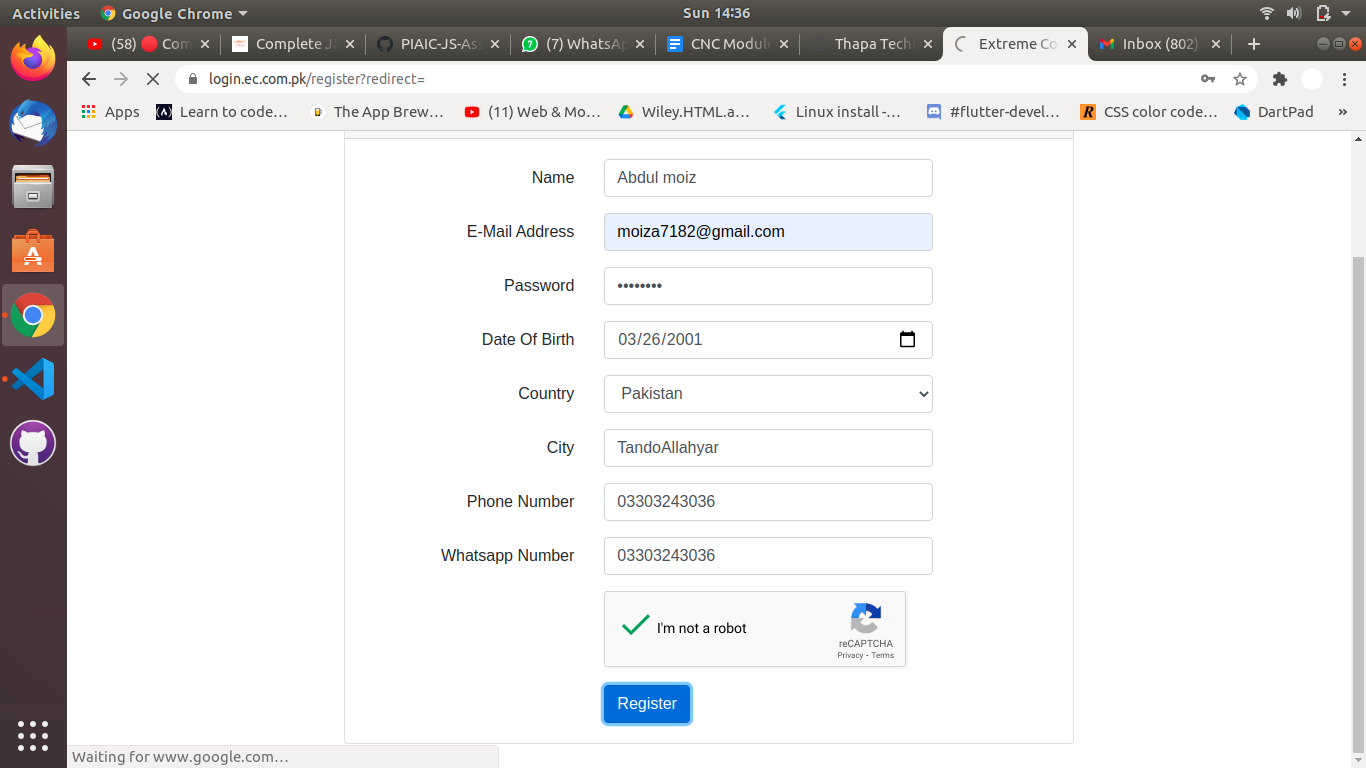 Activities Google Chrome Sun 14:36
(58) 🔴 Com Complete Ja PIAIC-JS-Ass (7) WhatsAp CNC Module Thapa Tech Extreme Co Inbox (802)
login.ec.com.pk/register?redirect=
Apps Learn to code… The App Brew… (11) Web & Mo… Wiley.HTML.a… Linux install -… #flutter-devel… CSS color code… DartPad »
Name Abdul moiz
E-Mail Address moiza7182@gmail.com
Password ••••••••
Date Of Birth 03/26/2001
Country Pakistan
City TandoAllahyar
Phone Number 03303243036
Whatsapp Number 03303243036
I'm not a robot
reCAPTCHA
Privacy - Terms
Register
Waiting for www.google.com…